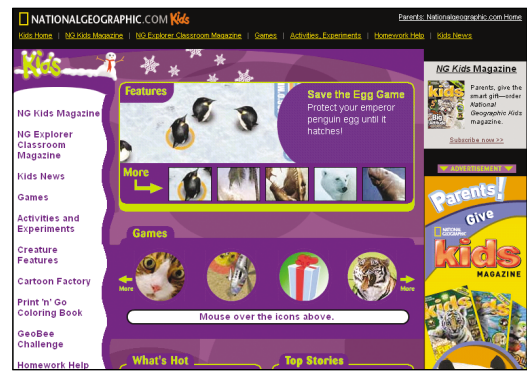 NATIONALGEOGRAPHIC.COM Kids
Parents: Nationalgeographic.com Home
Kids Home | NG Kids Magazine | NG Explorer Classroom Magazine | Games | Activities, Experiments | Homework Help | Kids News
Kids
NG Kids Magazine
NG Explorer
Classroom
Magazine
Kids News
Games
Activities and
Experiments
Creature
Features
Cartoon Factory
Print 'n' Go
Coloring Book
GeoBee
Challenge
Homework Help
Features
Save the Egg Game
Protect your emperor
penguin egg until it
hatches!
More
Games
More
More
Mouse over the icons above.
What's Hot
Top Stories
NG Kids Magazine
kids
Parents, give the
smart gift—order
National
Geographic Kids
magazine.
Subscribe now >>
ADVERTISEMENT
Parents!
Give
NATIONAL
GEOGRAPHIC
kids
MAGAZINE
kids
kids